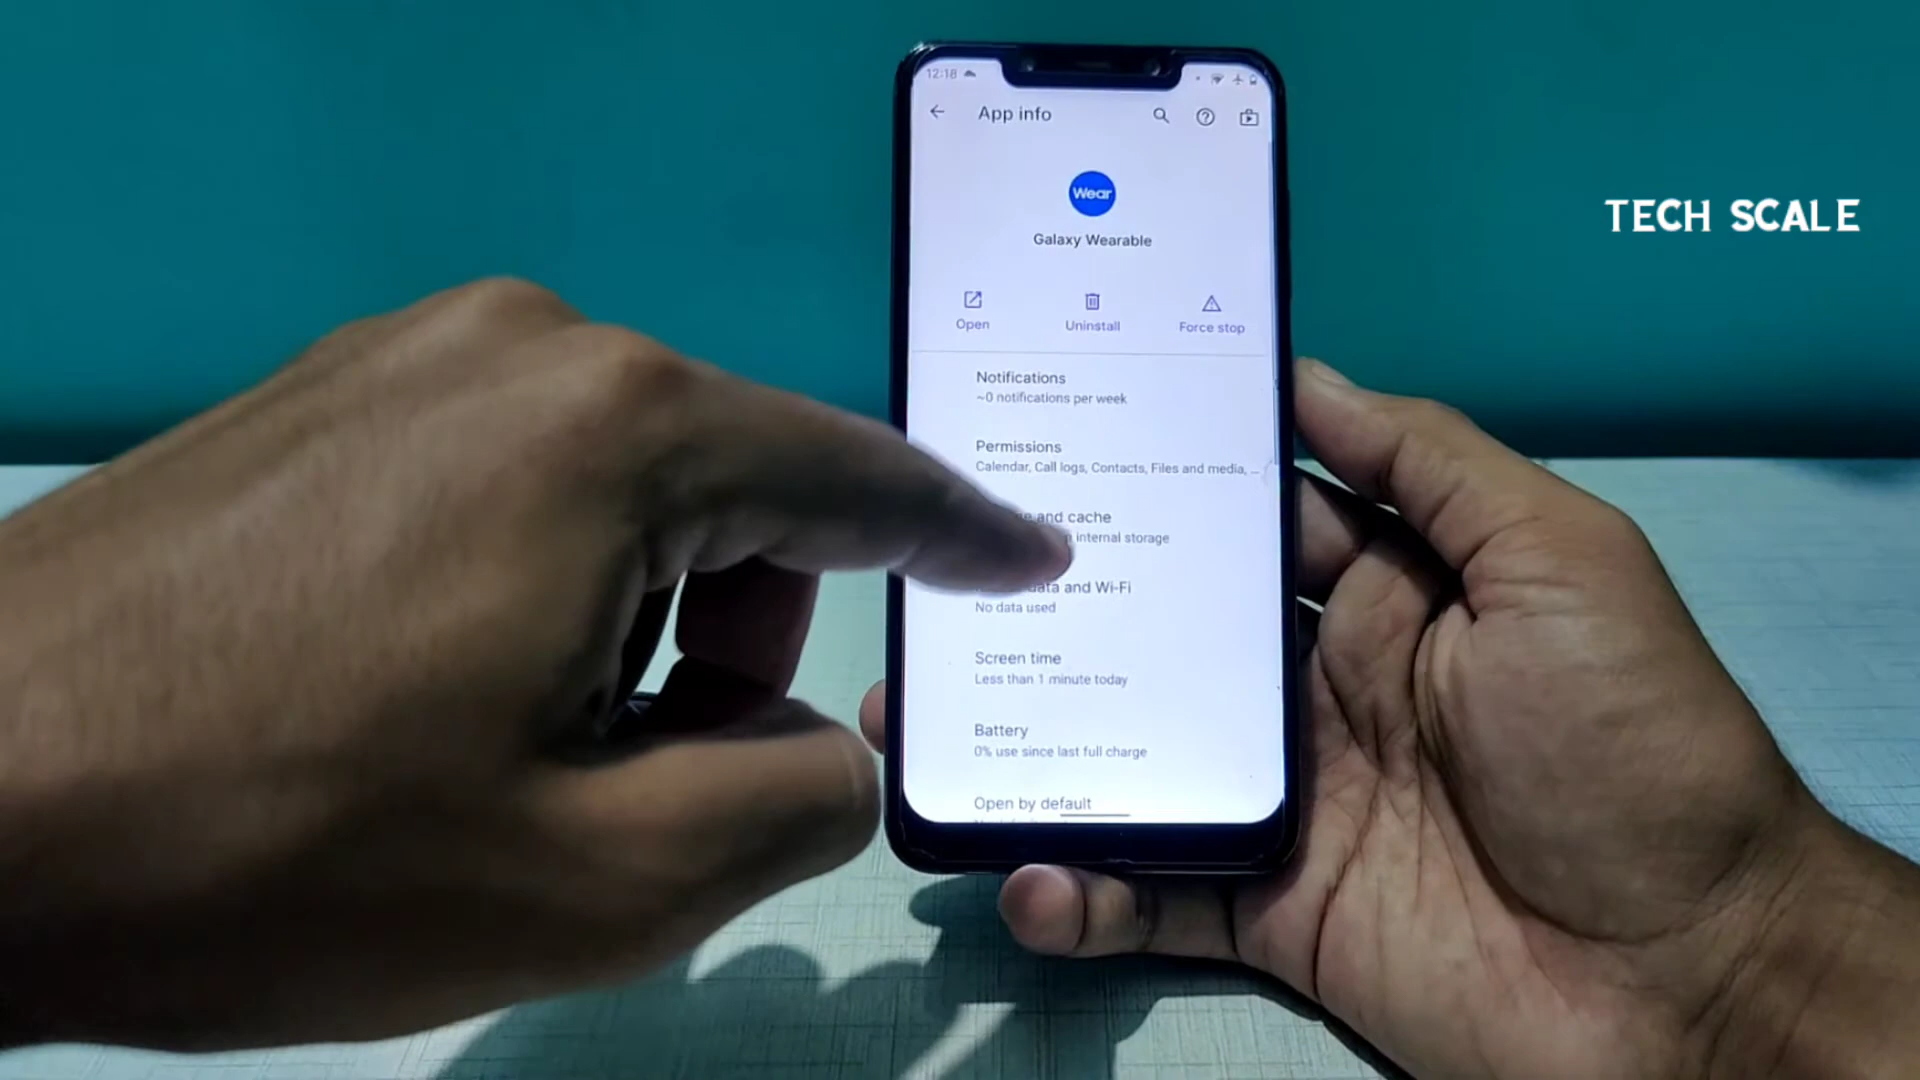 12:18
App info
Wear
Galaxy Wearable
Open
Uninstall
Force stop
Notifications
~0 notifications per week
Permissions
Calendar, Call logs, Contacts, Files and media, ...
and cache
internal storage
data and Wi-Fi
No data used
Screen time
Less than 1 minute today
Battery
0% use since last full charge
Open by default
TECH SCALE